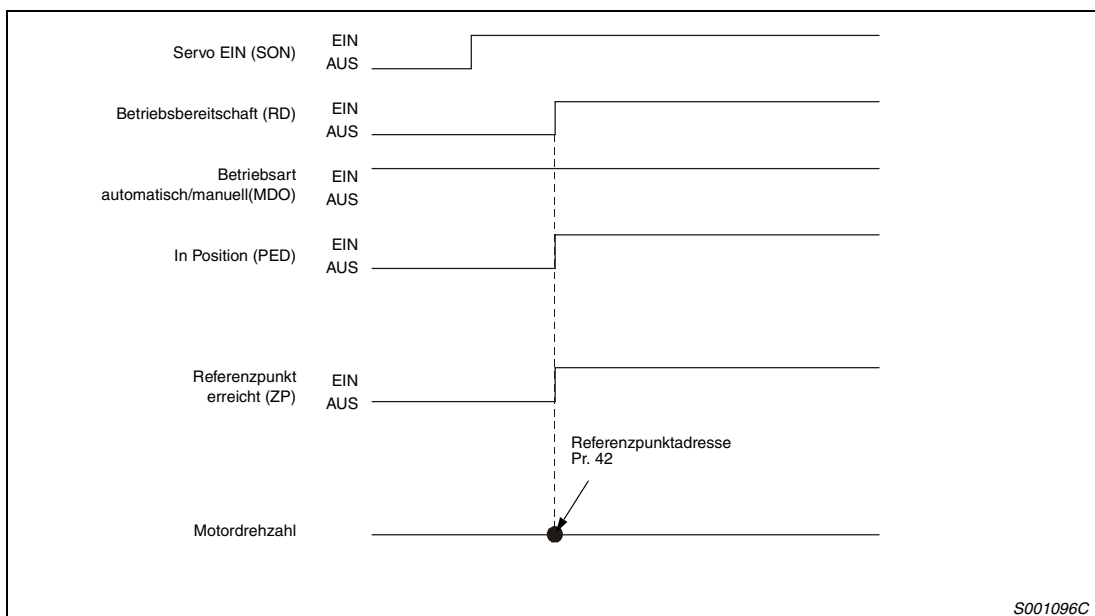 Servo EIN (SON)
EIN
AUS
Betriebsbereitschaft (RD)
EIN
AUS
Betriebsart
automatisch/manuell(MDO)
EIN
AUS
In Position (PED)
EIN
AUS
Referenzpunkt
erreicht (ZP)
EIN
AUS
Referenzpunktadresse
Pr. 42
Motordrehzahl
S001096C